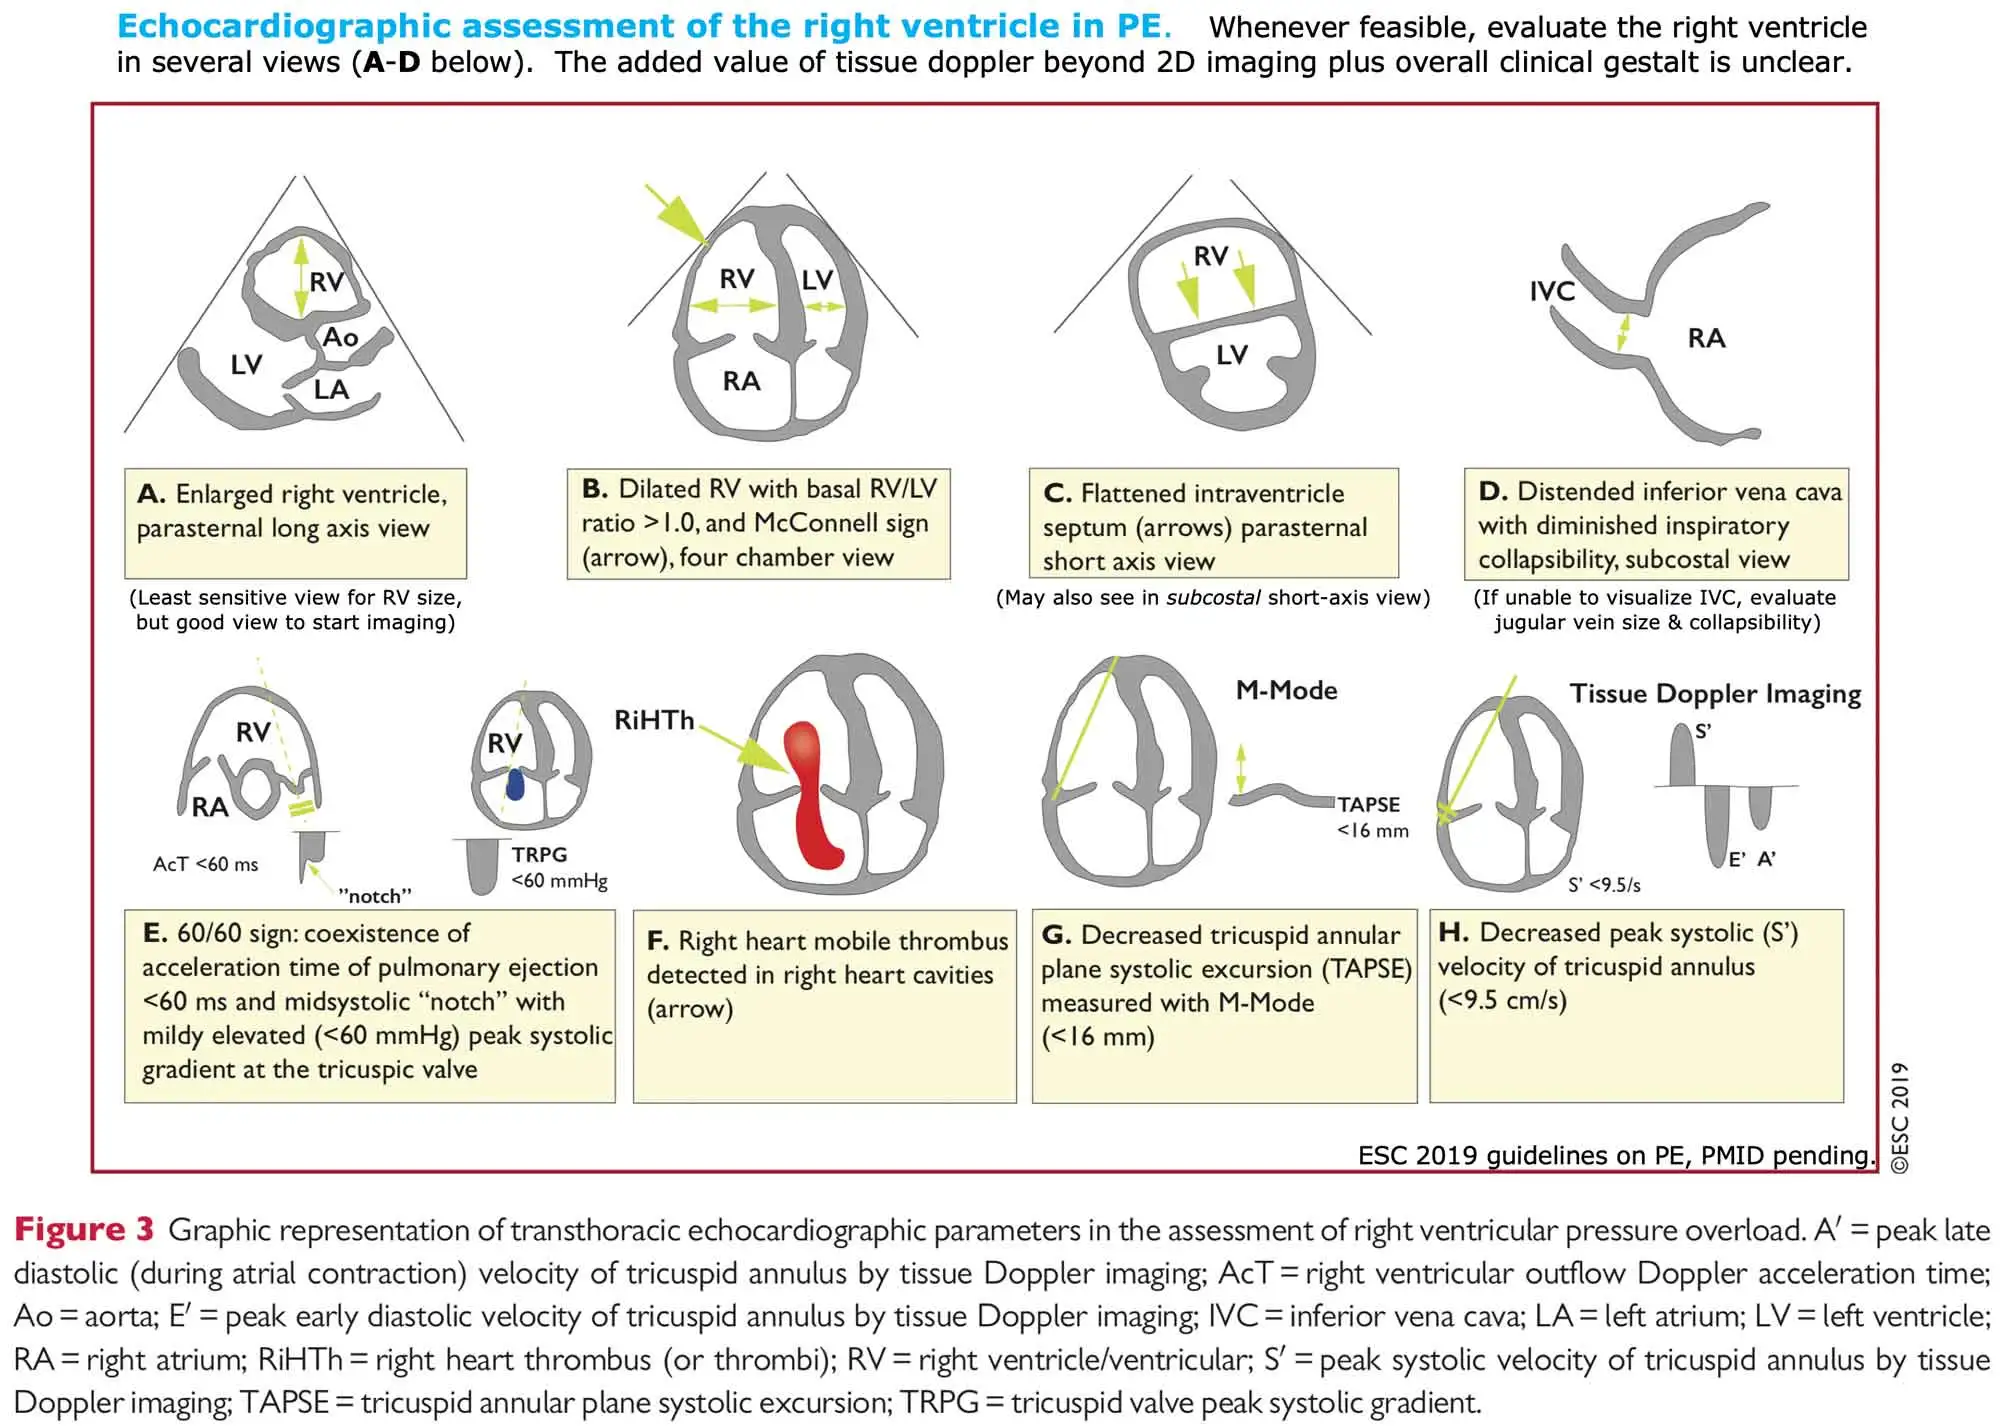 Echocardiographic assessment of the right ventricle in PE. Whenever feasible, evaluate the right ventricle
in several views (A-D below). The added value of tissue doppler beyond 2D imaging plus overall clinical gestalt is unclear.
RV
Ao
LV
LA
A. Enlarged right ventricle,
parasternal long axis view
(Least sensitive view for RV size,
but good view to start imaging)
RV
LV
RA
B. Dilated RV with basal RV/LV
ratio >1.0, and McConnell sign
(arrow), four chamber view
RV
LV
C. Flattened intraventricle
septum (arrows) parasternal
short axis view
(May also see in subcostal short-axis view)
IVC
RA
D. Distended inferior vena cava
with diminished inspiratory
collapsibility, subcostal view
(If unable to visualize IVC, evaluate
jugular vein size & collapsibility)
RV
RA
AcT <60 ms
"notch"
RV
TRPG
<60 mmHg
E. 60/60 sign: coexistence of
acceleration time of pulmonary ejection
<60 ms and midsystolic “notch” with
mildy elevated (<60 mmHg) peak systolic
gradient at the tricuspic valve
RiHTh
F. Right heart mobile thrombus
detected in right heart cavities
(arrow)
M-Mode
TAPSE
<16 mm
G. Decreased tricuspid annular
plane systolic excursion (TAPSE)
measured with M-Mode
(<16 mm)
Tissue Doppler Imaging
S’
E’ A’
S’ <9.5/s
H. Decreased peak systolic (S’)
velocity of tricuspid annulus
(<9.5 cm/s)
©ESC 2019
ESC 2019 guidelines on PE, PMID pending.
Figure 3 Graphic representation of transthoracic echocardiographic parameters in the assessment of right ventricular pressure overload. A′ = peak late
diastolic (during atrial contraction) velocity of tricuspid annulus by tissue Doppler imaging; AcT = right ventricular outflow Doppler acceleration time;
Ao = aorta; E′ = peak early diastolic velocity of tricuspid annulus by tissue Doppler imaging; IVC = inferior vena cava; LA = left atrium; LV = left ventricle;
RA = right atrium; RiHTh = right heart thrombus (or thrombi); RV = right ventricle/ventricular; S′ = peak systolic velocity of tricuspid annulus by tissue
Doppler imaging; TAPSE = tricuspid annular plane systolic excursion; TRPG = tricuspid valve peak systolic gradient.